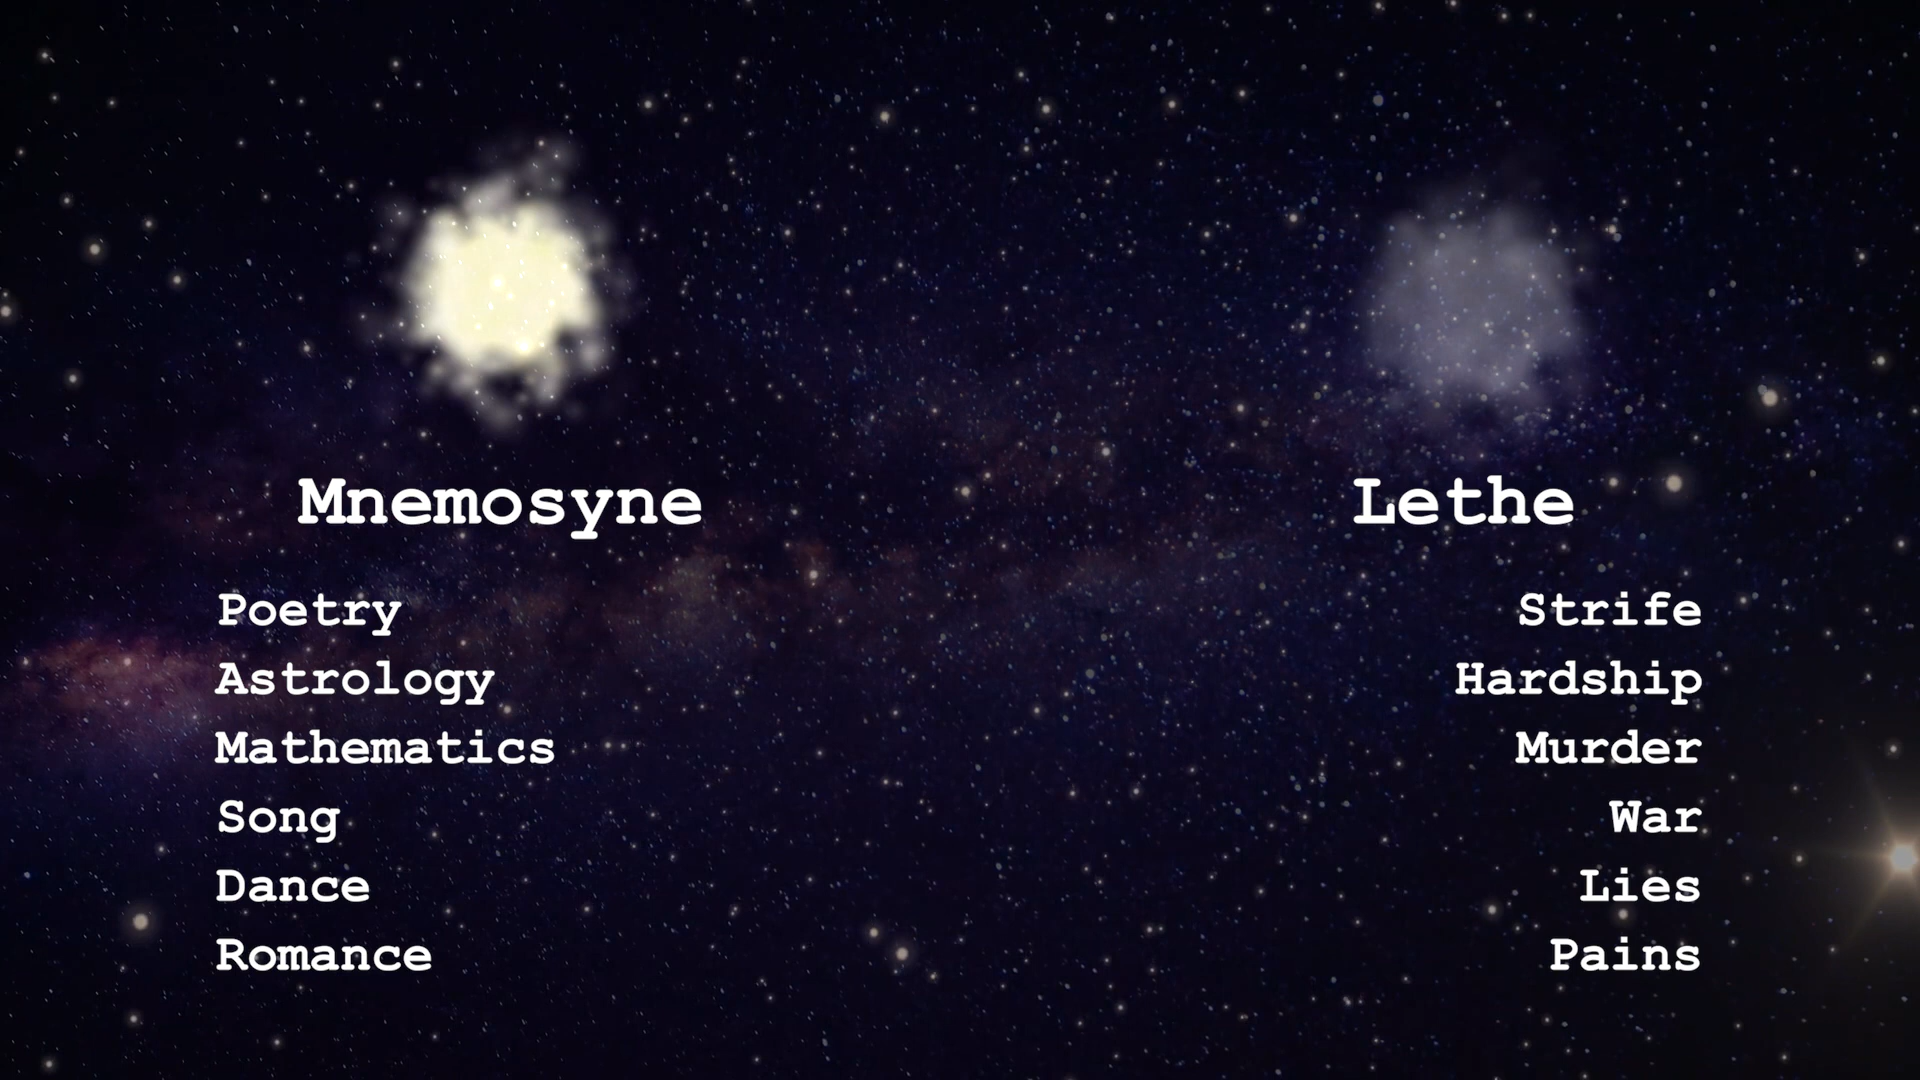 Mnemosyne
Poetry
Astrology
Mathematics
Song
Dance
Romance
Lethe
Strife
Hardship
Murder
War
Lies
Pains